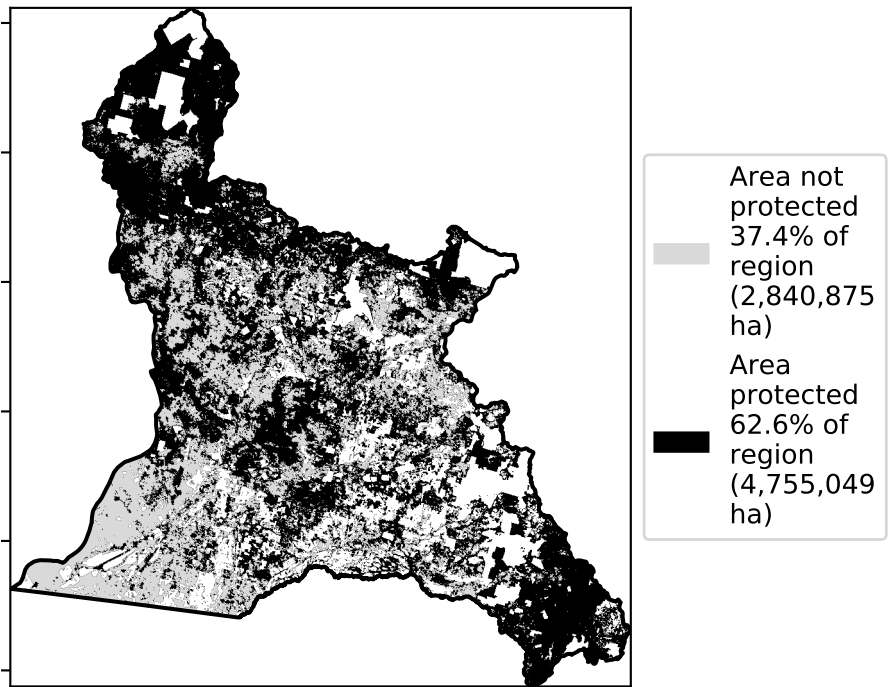 Area not
protected
37.4% of
region
(2,840,875
ha)
Area
protected
62.6% of
region
(4,755,049
ha)